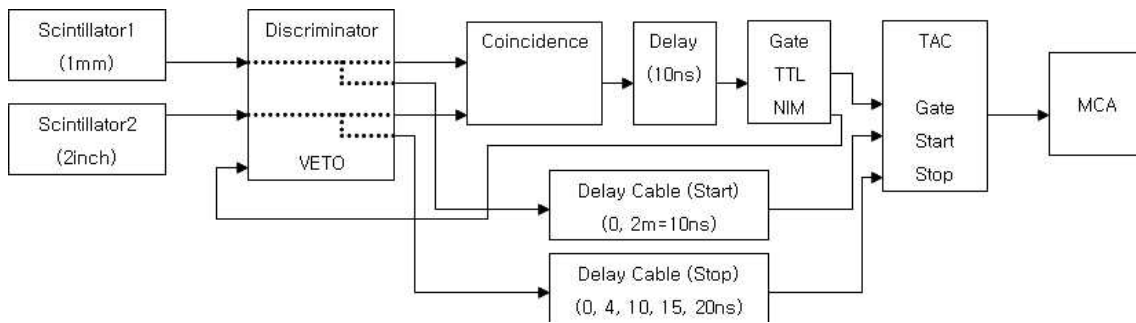 Scintillator1
(1mm)
Scintillator2
(2inch)
Discriminator
VETO
Coincidence
Delay
(10ns)
Gate
TTL
NIM
TAC
Gate
Start
Stop
MCA
Delay Cable (Start)
(0, 2m=10ns)
Delay Cable (Stop)
(0, 4, 10, 15, 20ns)